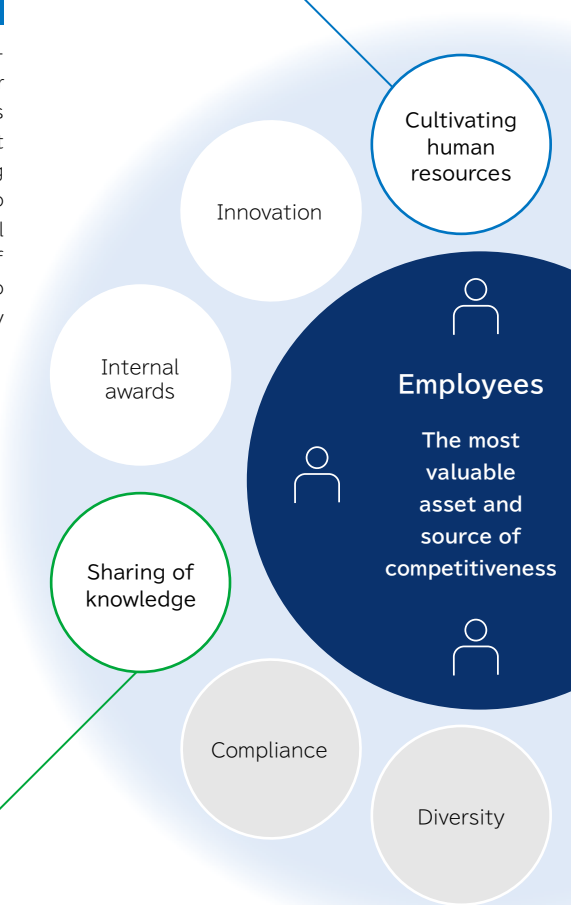 Cultivating
human
resources
Innovation
Internal
awards
Employees
The most
valuable
asset and
source of
competitiveness
Sharing of
knowledge
Compliance
Diversity